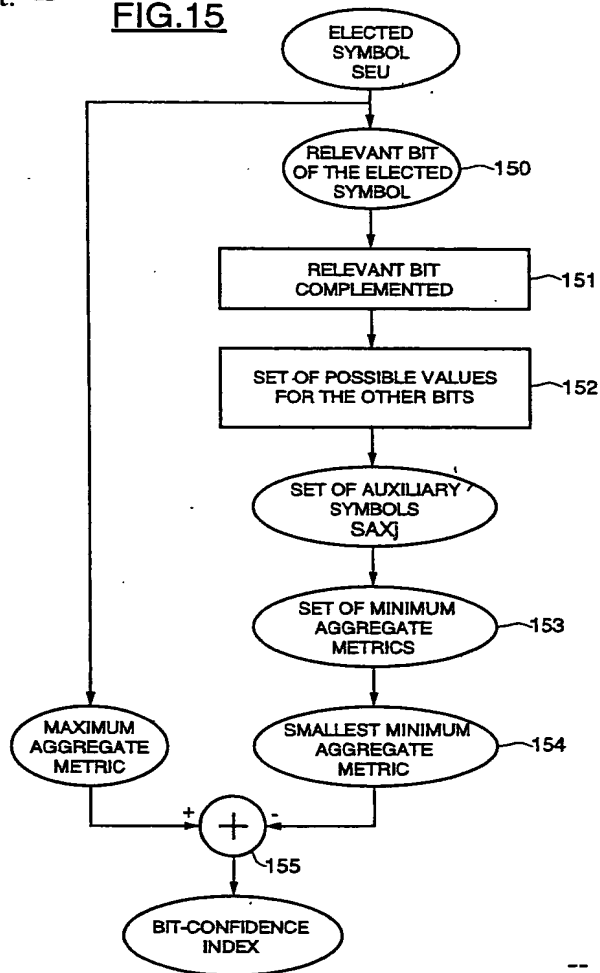 FIG.15
ELECTED
SYMBOL
SEU
RELEVANT BIT
OF THE ELECTED
SYMBOL
150
RELEVANT BIT
COMPLEMENTED
151
SET OF POSSIBLE VALUES
FOR THE OTHER BITS
152
SET OF AUXILIARY
SYMBOLS
SAXj
SET OF MINIMUM
AGGREGATE
METRICS
153
MAXIMUM
AGGREGATE
METRIC
SMALLEST MINIMUM
AGGREGATE
METRIC
154
+ + -
155
BIT-CONFIDENCE
INDEX
--